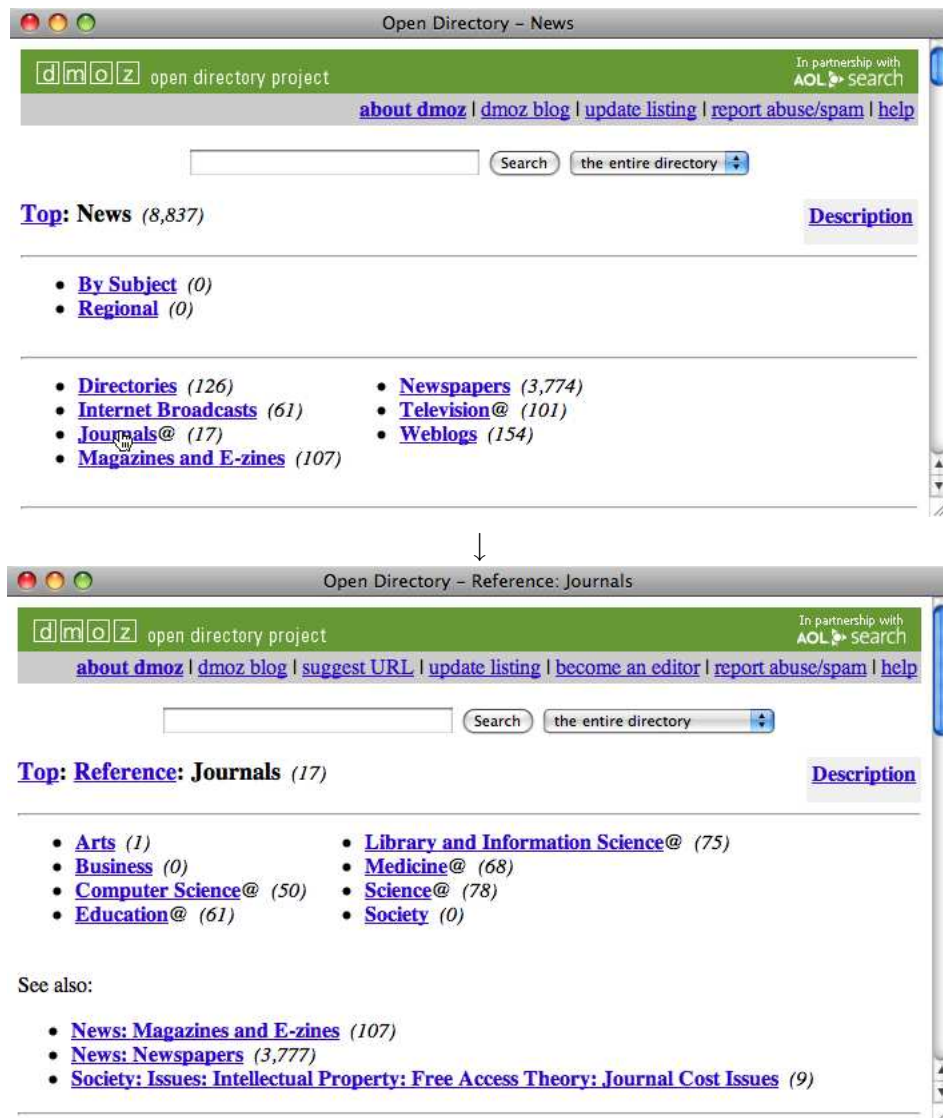 Open Directory – News
dmoz open directory project
In partnership with
AOL search
about dmoz | dmoz blog | update listing | report abuse/spam | help
Search the entire directory
Top: News (8,837)
Description
• By Subject (0)
• Regional (0)
• Directories (126)
• Internet Broadcasts (61)
• Journals@ (17)
• Magazines and E-zines (107)
• Newspapers (3,774)
• Television@ (101)
• Weblogs (154)
↓
Open Directory – Reference: Journals
dmoz open directory project
In partnership with
AOL search
about dmoz | dmoz blog | suggest URL | update listing | become an editor | report abuse/spam | help
Search the entire directory
Top: Reference: Journals (17)
Description
• Arts (1)
• Business (0)
• Computer Science@ (50)
• Education@ (61)
• Library and Information Science@ (75)
• Medicine@ (68)
• Science@ (78)
• Society (0)
See also:
• News: Magazines and E-zines (107)
• News: Newspapers (3,777)
• Society: Issues: Intellectual Property: Free Access Theory: Journal Cost Issues (9)